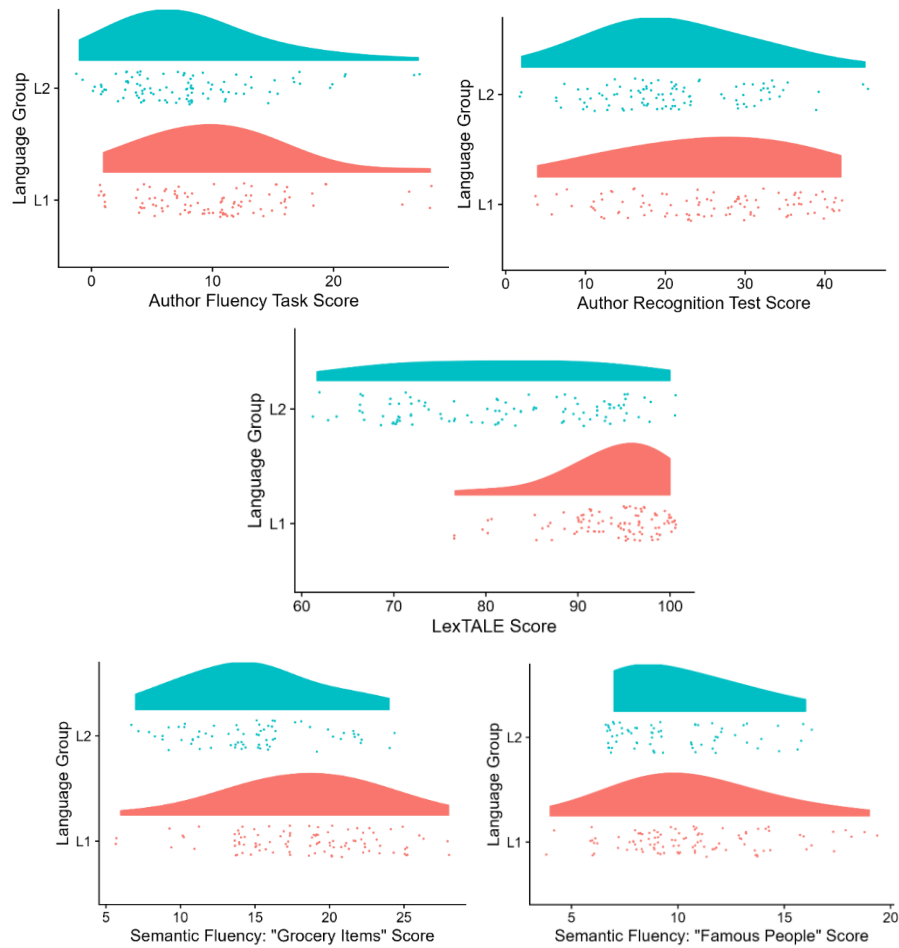 Language Group
L2
L1
0
10
20
Author Fluency Task Score
Language Group
L2
L1
0
10
20
30
40
Author Recognition Test Score
Language Group
L2
L1
60
70
80
90
100
LexTALE Score
Language Group
L2
L1
5
10
15
20
25
Semantic Fluency: "Grocery Items" Score
Language Group
L2
L1
5
10
15
20
Semantic Fluency: "Famous People" Score